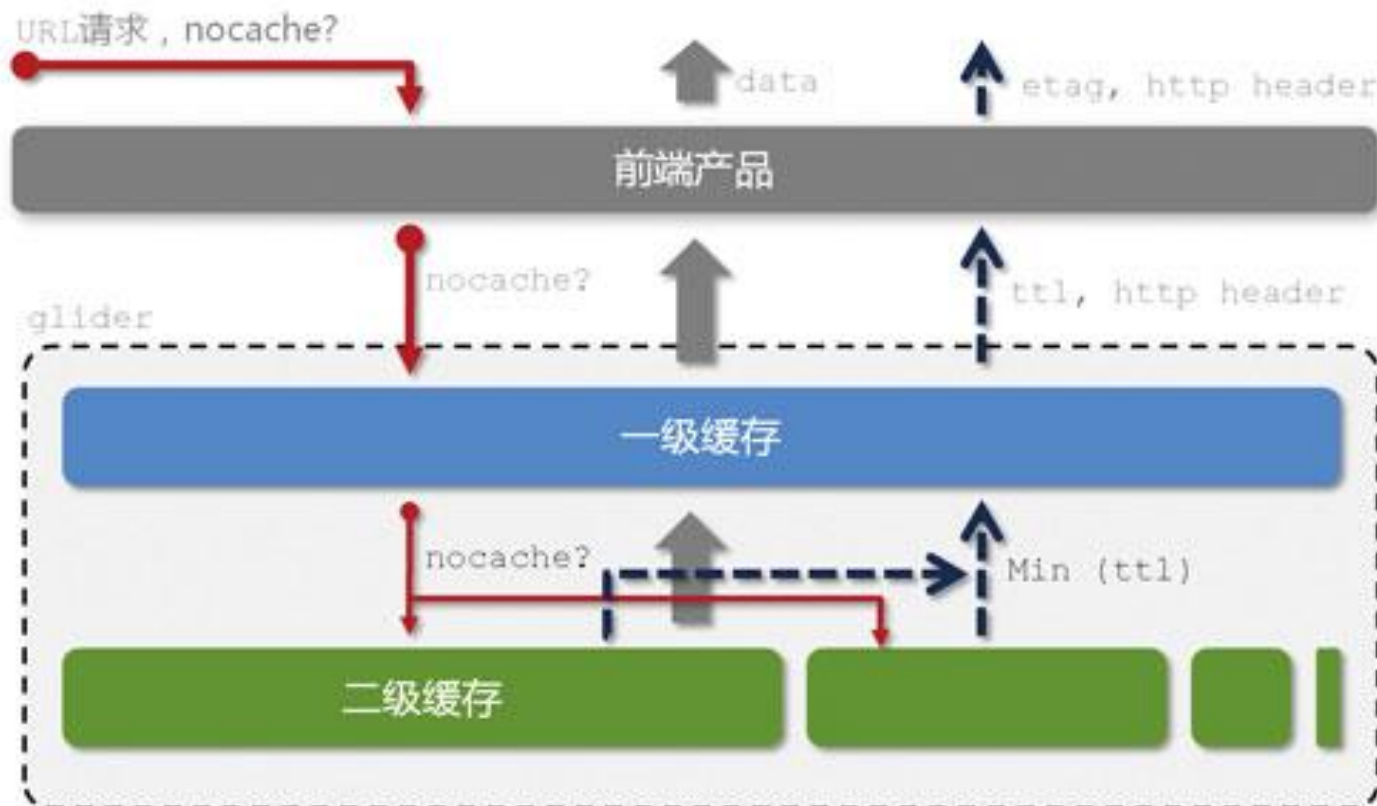 URL请求，nocache?
data
etag, http header
前端产品
nocache?
ttl, http header
glider
一级缓存
nocache?
Min (ttl)
二级缓存